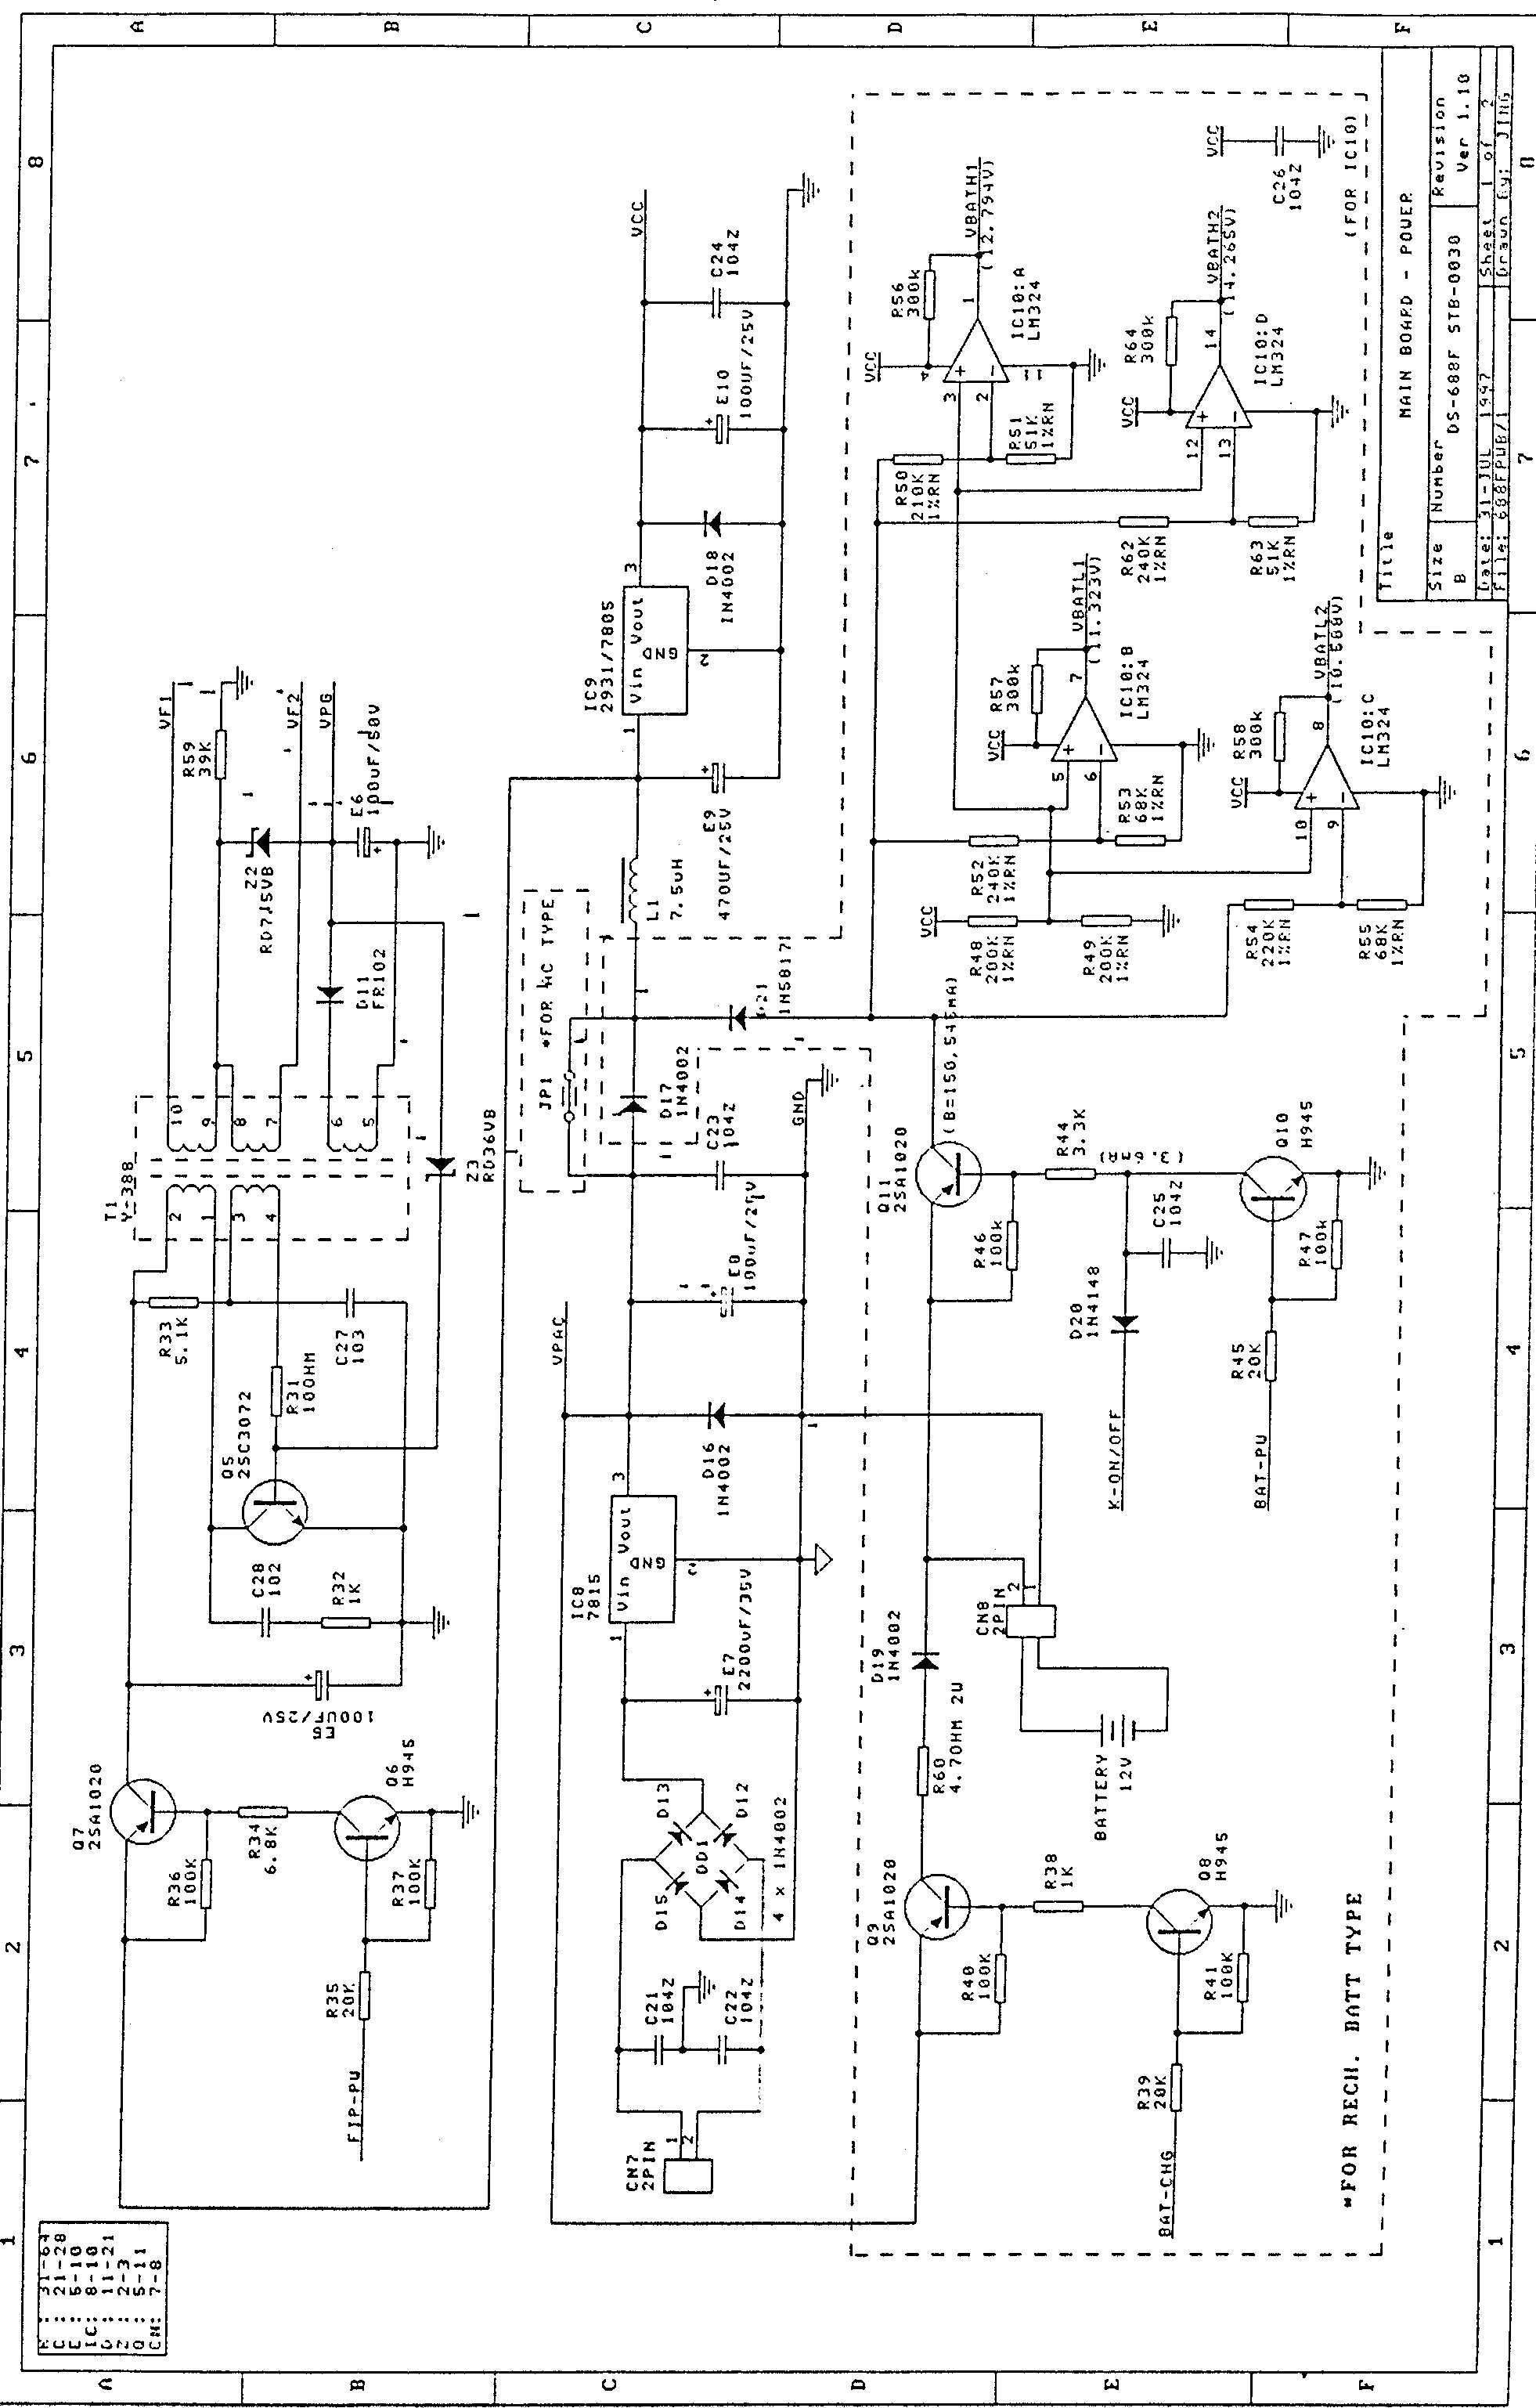 1 2 3 4 5 6 7 8
A
B
C
D
E
F
R : 31-64
C : 21-28
E : 5-10
IC: 8-10
D : 11-21
Z : 2-3
Q : 5-11
CN: 7-8
Q7
2SA1020
R36
100K
R34
6.8K
Q6
H945
R37
100K
R35
20K
FIP-PW
E5
100UF/25V
C28
102
R32
1K
Q5
2SC3072
R31
100HM
R33
5.1K
C27
103
T1
Y-388
2
1
3
4
10
9
8
7
6
5
Z3
RD36VB
D11
FR102
Z2
R59
39K
E6
100UF/50V
VF1
VF2
VPG
CN7
2PIN
1
2
C21
104Z
C22
104Z
D15
D13
DD1
D14
D12
4 x 1N4002
E7
2200UF/35V
IC8
7815
Vin
Vout
GND
1
2
3
D16
1N4002
VPAC
E8
100UF/25V
C23
104Z
GND
JP1
*FOR AC TYPE
D17
1N4002
D21
1N5817
L1
7.5UH
E9
470UF/25V
IC9
2931/7805
Vin
Vout
GND
1
2
3
D18
1N4002
E10
100UF/25V
C24
104Z
VCC
Q9
2SA1020
R40
100K
R38
1K
Q8
H945
R41
100K
R39
20K
BAT-CHG
R60
4.7OHM 2W
D19
1N4002
CN8
2PIN
2
1
BATTERY
12V
Q11
2SA1020
(B=150,545MA)
R46
100k
R44
3.3K
D20
1N4148
C25
104Z
K-ON/OFF
Q10
H945
R47
100k
R45
20K
BAT-PW
VCC
R48
200K
1%RN
R49
200K
1%RN
R52
240K
1%RN
R53
68K
1%RN
VCC
R57
300k
5
6
7
IC10:B
LM324
VBATL1
(11.323V)
R54
220K
1%RN
R55
68K
1%RN
VCC
R58
300k
10
9
8
IC10:C
LM324
VBATL2
(10.588V)
R50
210K
1%RN
R51
51K
1%RN
VCC
R56
300k
4
3
2
11
1
IC10:A
LM324
VBATH1
(12.794V)
R62
240K
1%RN
R63
51K
1%RN
VCC
R64
300k
12
13
14
IC10:D
LM324
VBATH2
(14.265V)
VCC
C26
104Z
(FOR IC10)
*FOR RECH. BATT TYPE
Title
MAIN BOARD - POWER
Size
B
Number
DS-688F STB-0030
Revision
Ver 1.10
Date: 31-JUL 1997
Sheet 1 of 2
File: 688FPWB/1
Drawn By: JING
A
B
C
D
E
F
1 2 3 4 5 6 7 8